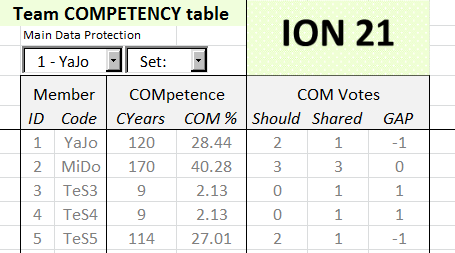 Team COMPETENCY table
ION 21
Main Data Protection
1 - YaJo Set:
Member COMpetence COM Votes
ID Code CYears COM % Should Shared GAP
1 YaJo 120 28.44 2 1 -1
2 MiDo 170 40.28 3 3 0
3 TeS3 9 2.13 0 1 1
4 TeS4 9 2.13 0 1 1
5 TeS5 114 27.01 2 1 -1